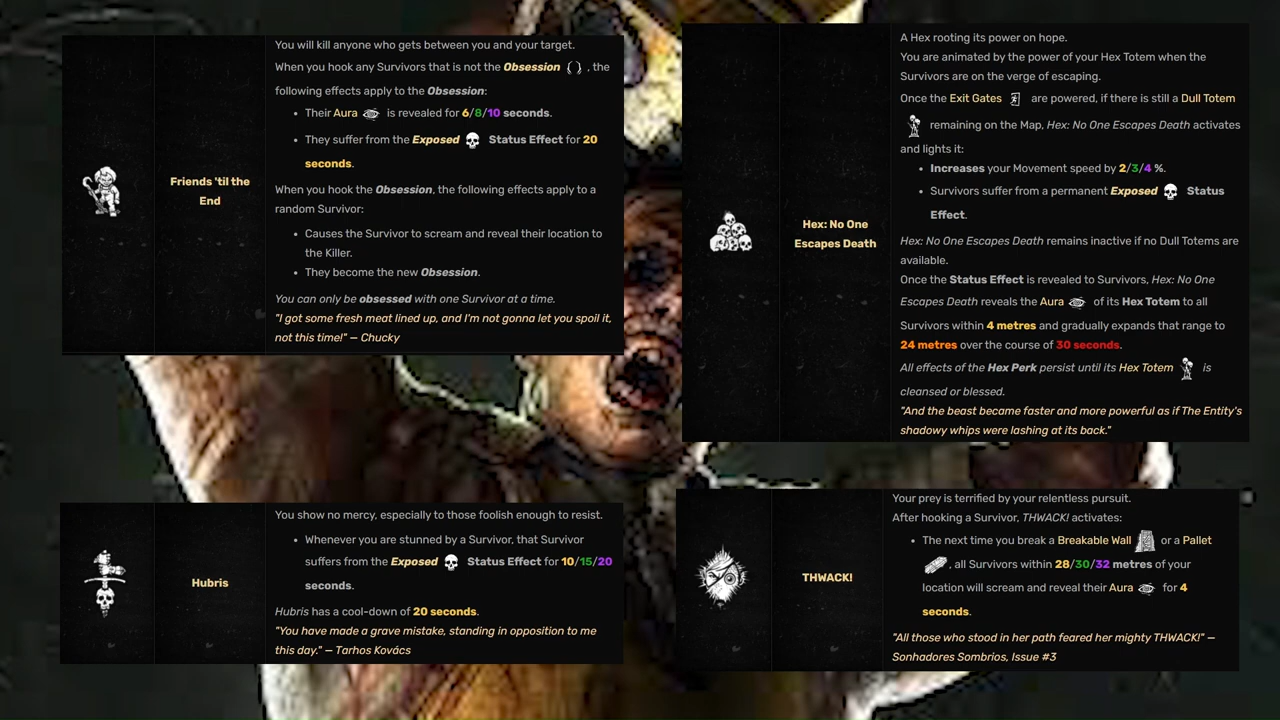 You will kill anyone who gets between you and your target.
When you hook any Survivors that is not the Obsession , the
following effects apply to the Obsession:
• Their Aura is revealed for 6/8/10 seconds.
• They suffer from the Exposed Status Effect for 20
seconds.
Friends 'til the
End
When you hook the Obsession, the following effects apply to a
random Survivor:
• Causes the Survivor to scream and reveal their location to
the Killer.
• They become the new Obsession.
You can only be obsessed with one Survivor at a time.
"I got some fresh meat lined up, and I'm not gonna let you spoil it,
not this time!" — Chucky
A Hex rooting its power on hope.
You are animated by the power of your Hex Totem when the
Survivors are on the verge of escaping.
Once the Exit Gates are powered, if there is still a Dull Totem
remaining on the Map, Hex: No One Escapes Death activates
and lights it:
• Increases your Movement speed by 2/3/4 %.
• Survivors suffer from a permanent Exposed Status
Effect.
Hex: No One
Escapes Death
Hex: No One Escapes Death remains inactive if no Dull Totems are
available.
Once the Status Effect is revealed to Survivors, Hex: No One
Escapes Death reveals the Aura of its Hex Totem to all
Survivors within 4 metres and gradually expands that range to
24 metres over the course of 30 seconds.
All effects of the Hex Perk persist until its Hex Totem is
cleansed or blessed.
"And the beast became faster and more powerful as if The Entity's
shadowy whips were lashing at its back."
You show no mercy, especially to those foolish enough to resist.
• Whenever you are stunned by a Survivor, that Survivor
suffers from the Exposed Status Effect for 10/15/20
seconds.
Hubris
Hubris has a cool-down of 20 seconds.
"You have made a grave mistake, standing in opposition to me
this day." — Tarhos Kovács
Your prey is terrified by your relentless pursuit.
After hooking a Survivor, THWACK! activates:
• The next time you break a Breakable Wall or a Pallet
, all Survivors within 28/30/32 metres of your
location will scream and reveal their Aura for 4
seconds.
THWACK!
"All those who stood in her path feared her mighty THWACK!" —
Sonhadores Sombrios, Issue #3